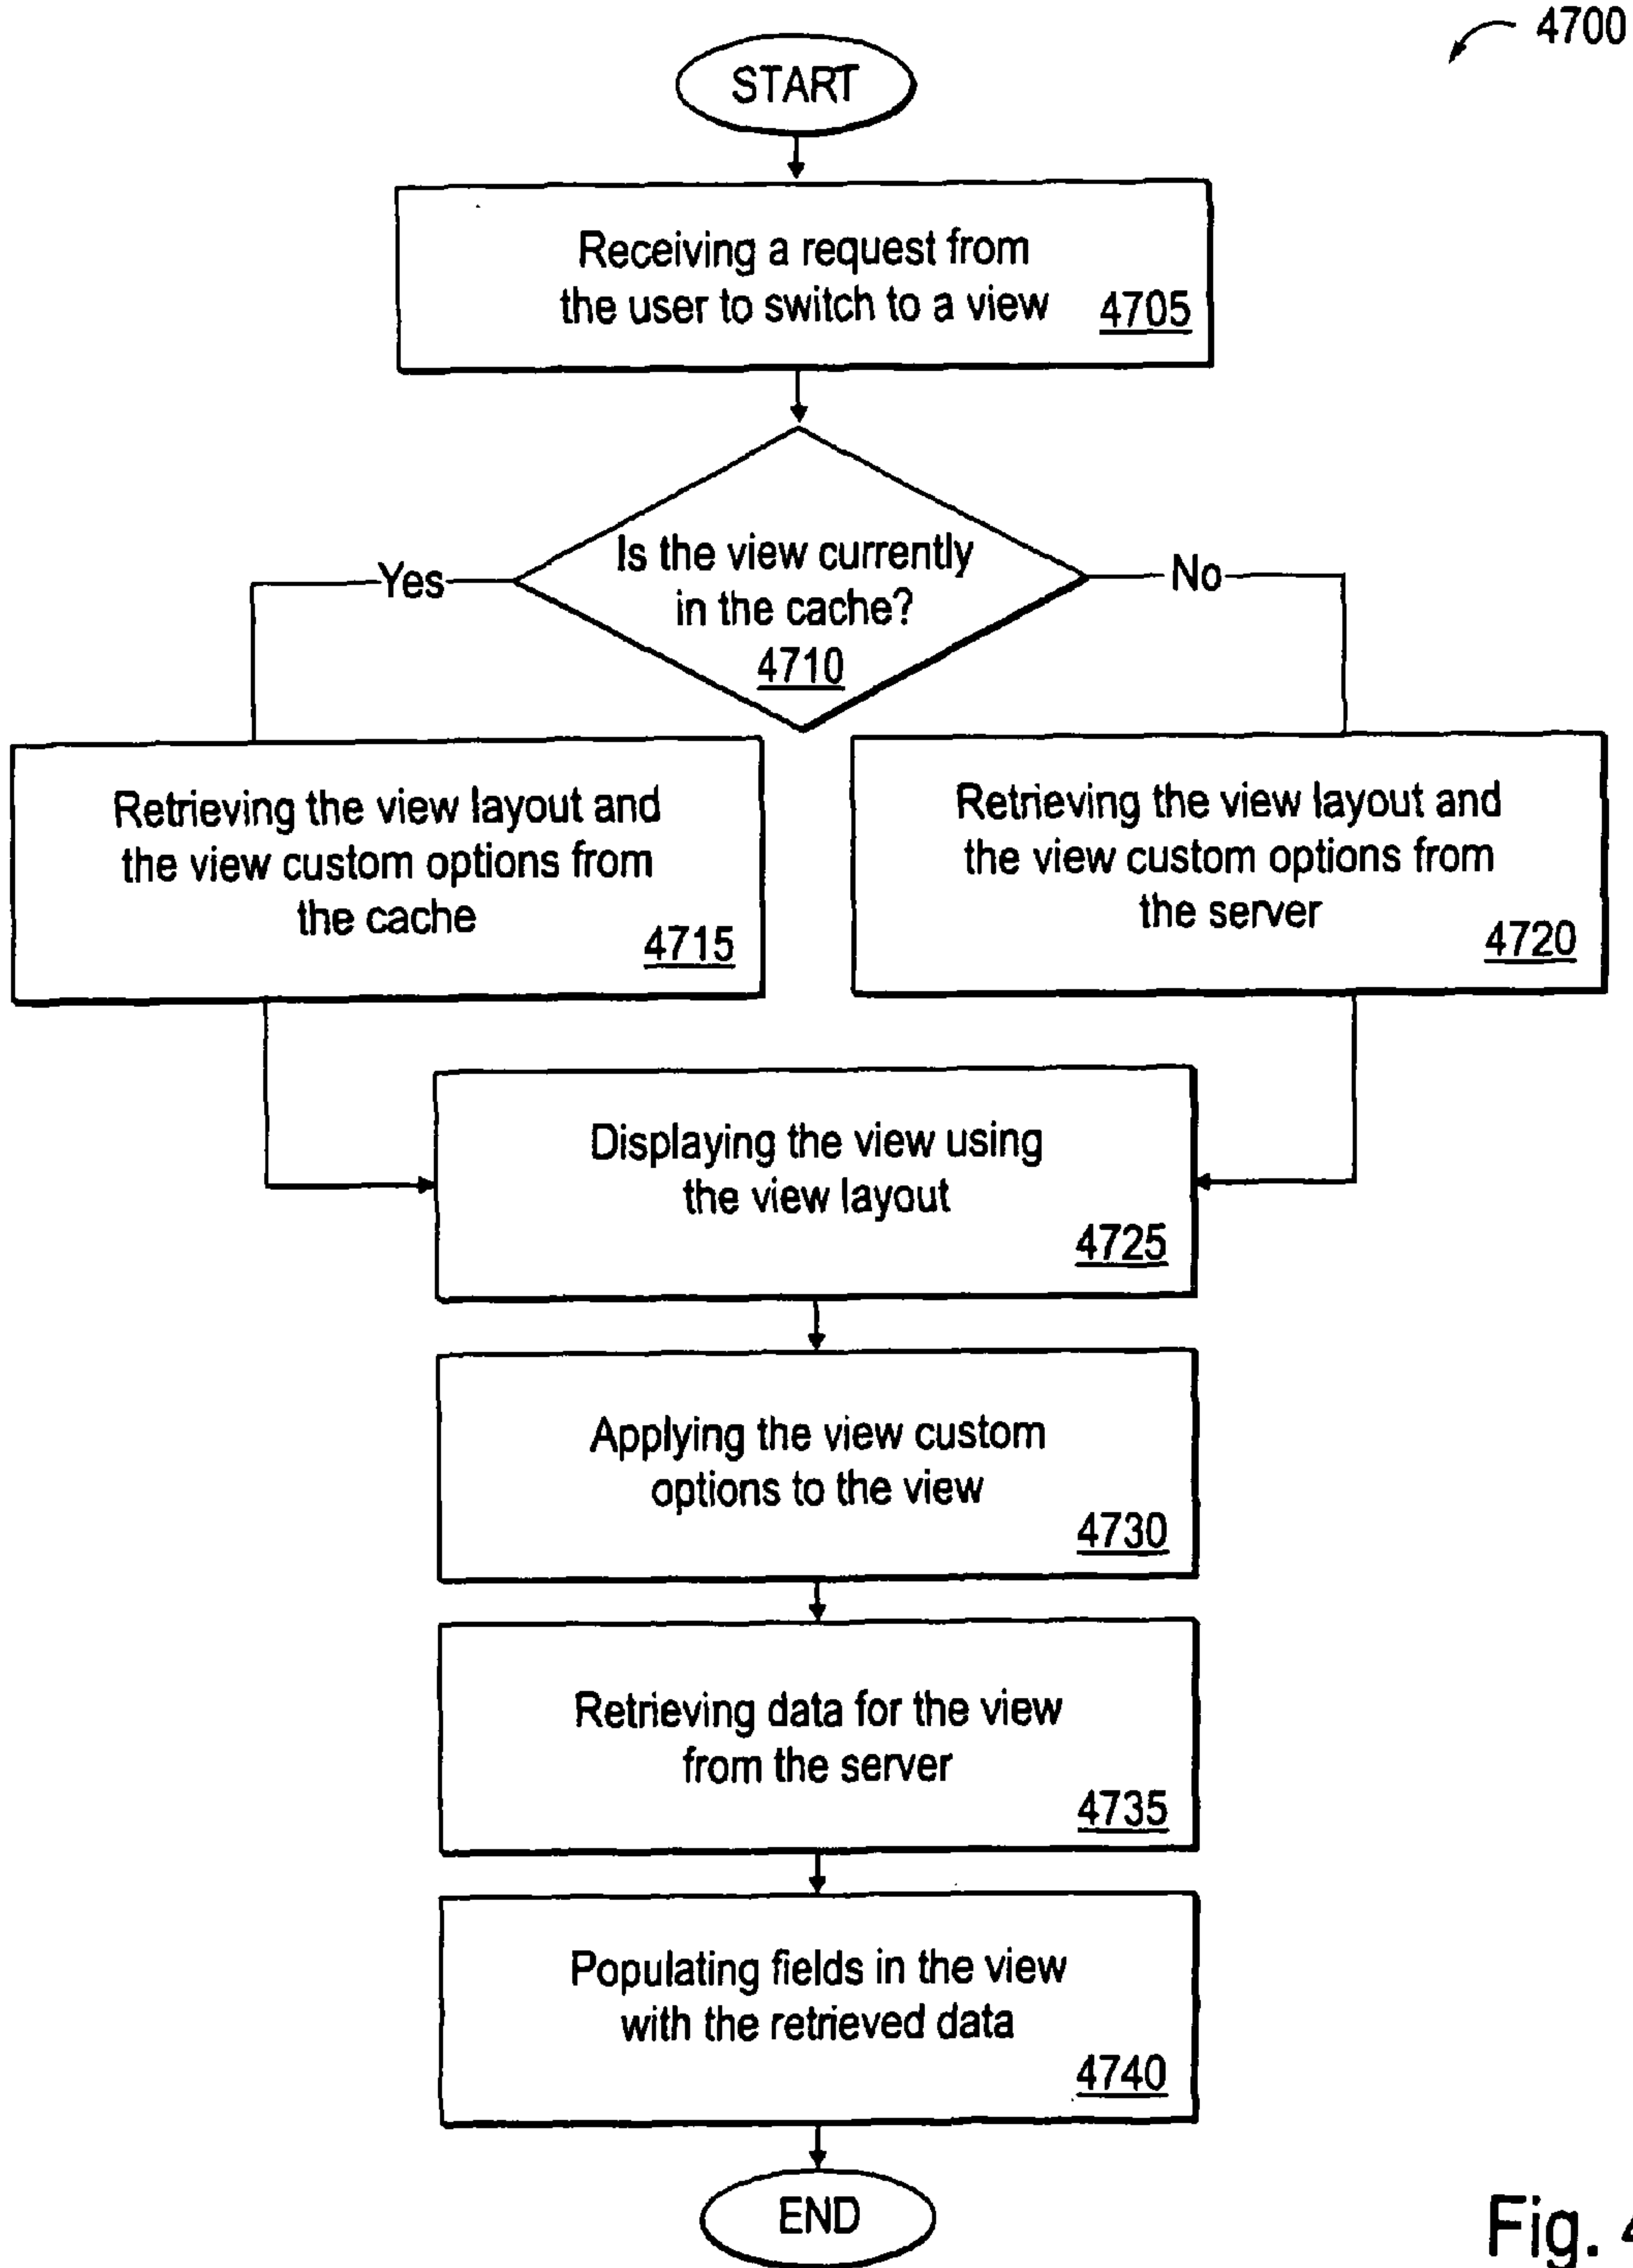 4700
START
Receiving a request from
the user to switch to a view 4705
Is the view currently
in the cache?
4710
Yes
No
Retrieving the view layout and
the view custom options from
the cache
4715
Retrieving the view layout and
the view custom options from
the server
4720
Displaying the view using
the view layout
4725
Applying the view custom
options to the view
4730
Retrieving data for the view
from the server
4735
Populating fields in the view
with the retrieved data
4740
END
Fig.